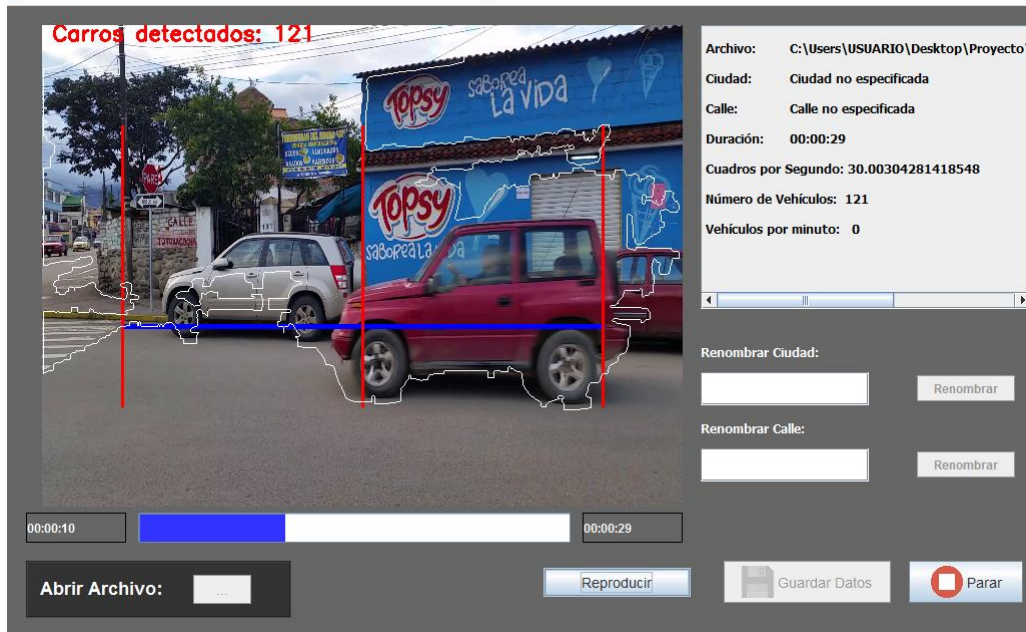 Carros detectados: 121
TOPSY
SABOREA
LA VIDA
PARE
CALLE
TOTORACOCHA
TOPSY
SABOREA LA VIDA
Archivo: C:\Users\USUARIO\Desktop\Proyecto
Ciudad: Ciudad no especificada
Calle: Calle no especificada
Duración: 00:00:29
Cuadros por Segundo: 30.00304281418548
Número de Vehículos: 121
Vehículos por minuto: 0
Renombrar Ciudad:
Renombrar
Renombrar Calle:
Renombrar
00:00:10
00:00:29
Abrir Archivo:
...
Reproducir
Guardar Datos
Parar